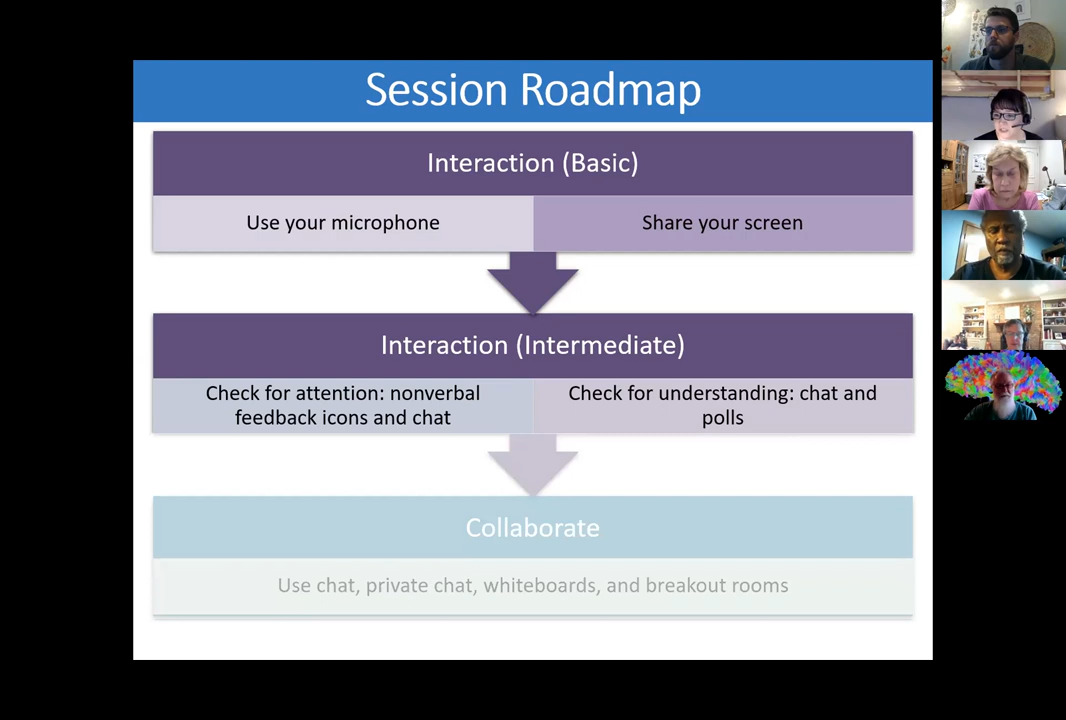 Session Roadmap
Interaction (Basic)
Use your microphone
Share your screen
Interaction (Intermediate)
Check for attention: nonverbal
feedback icons and chat
Check for understanding: chat and
polls
Collaborate
Use chat, private chat, whiteboards, and breakout rooms